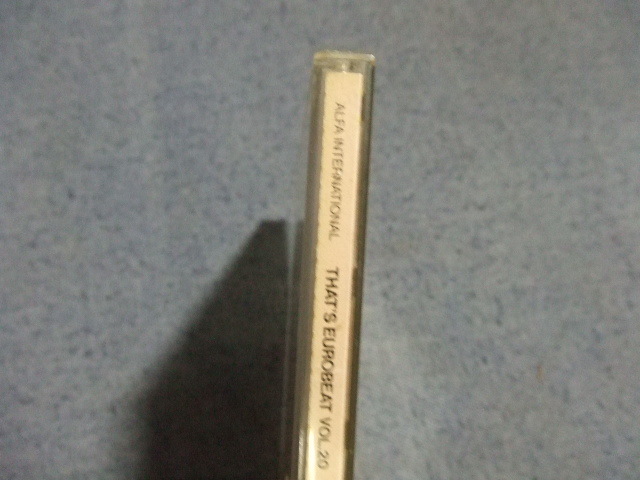 ALFA INTERNATIONAL THAT'S EUROBEAT VOL.20